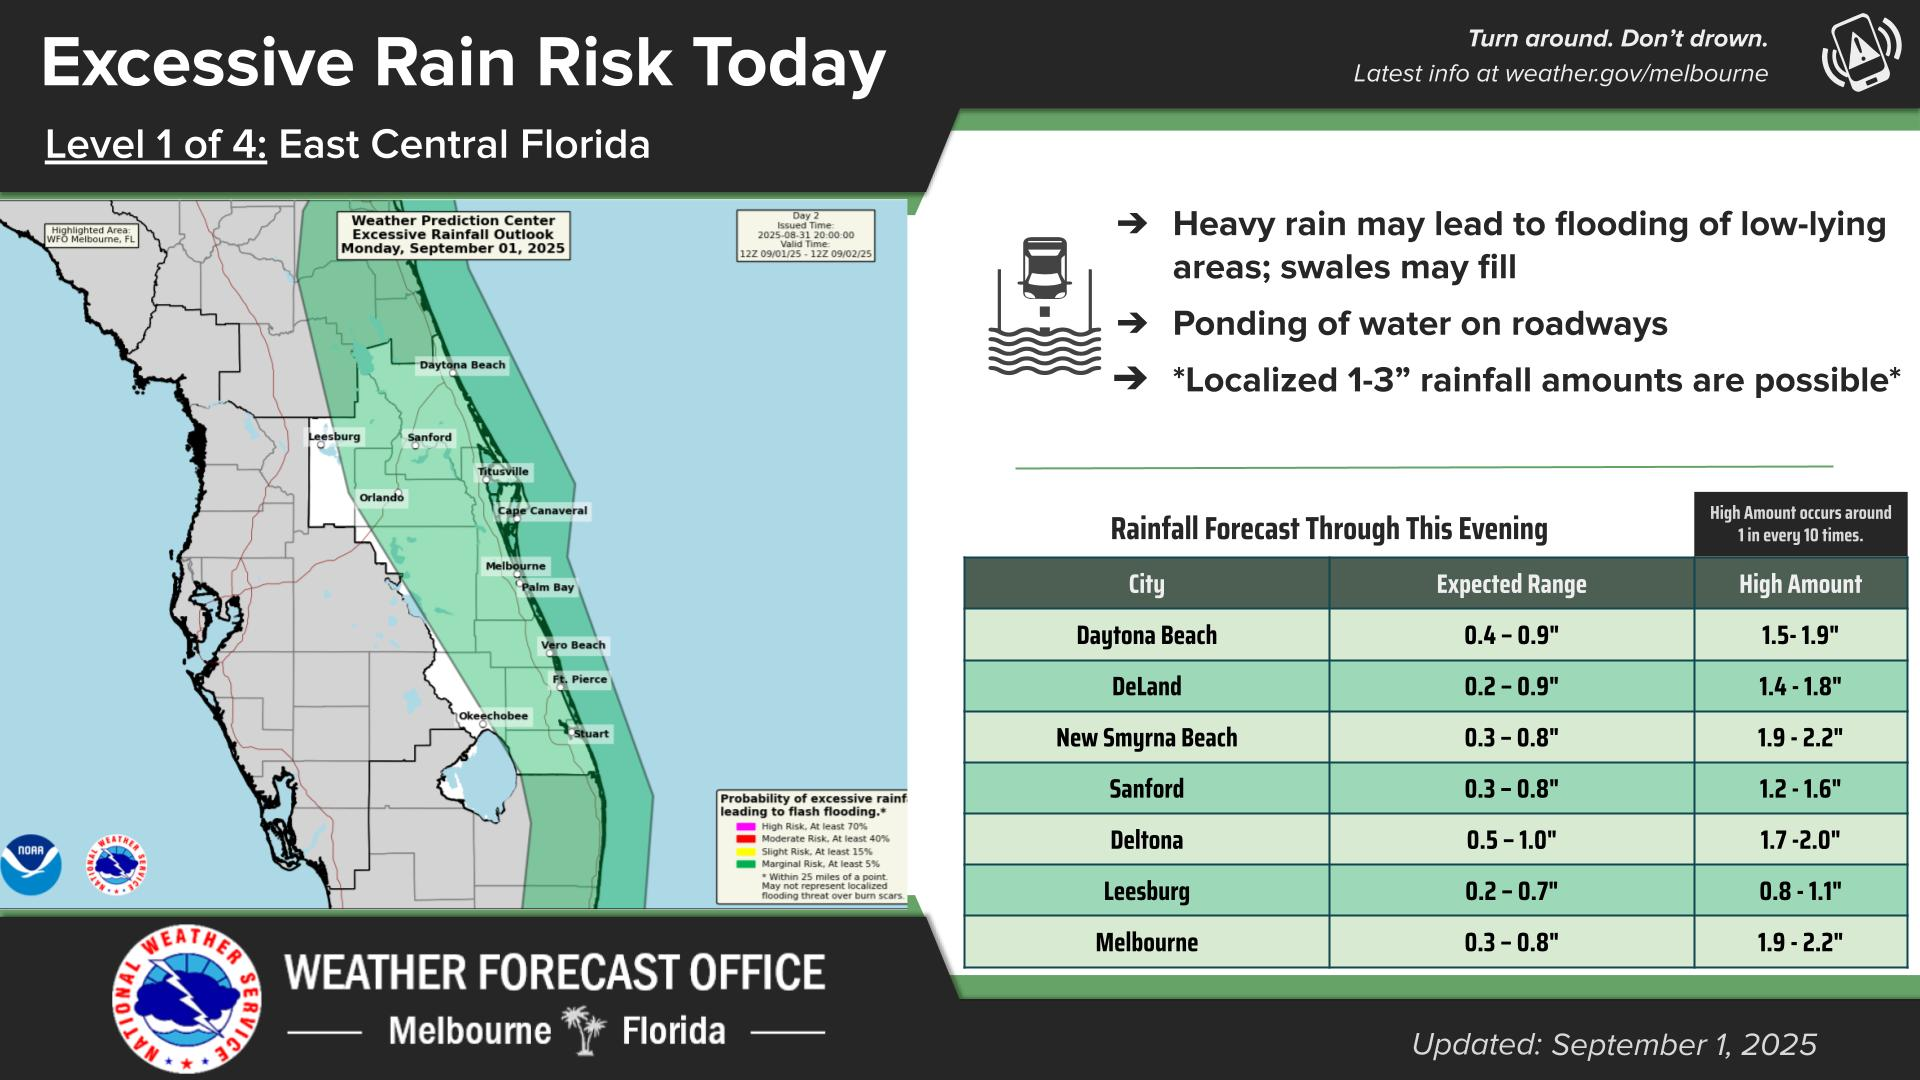 Excessive Rain Risk Today
Level 1 of 4: East Central Florida
Turn around. Don’t drown.
Latest info at weather.gov/melbourne
Highlighted Area:
WFO Melbourne, FL
Weather Prediction Center
Excessive Rainfall Outlook
Monday, September 01, 2025
Day 2
Issued Time:
2025-08-31 20:00:00
Valid Time:
12Z 09/01/25 - 12Z 09/02/25
Daytona Beach
Leesburg
Sanford
Titusville
Orlando
Cape Canaveral
Melbourne
Palm Bay
Vero Beach
Ft. Pierce
Okeechobee
Stuart
Probability of excessive rainf
leading to flash flooding.*
High Risk, At least 70%
Moderate Risk, At least 40%
Slight Risk, At least 15%
Marginal Risk, At least 5%
* Within 25 miles of a point.
May not represent localized
flooding threat over burn scars.
NOAA
NATIONAL WEATHER SERVICE
➔ Heavy rain may lead to flooding of low-lying
areas; swales may fill
➔ Ponding of water on roadways
➔ *Localized 1-3” rainfall amounts are possible*
Rainfall Forecast Through This Evening
High Amount occurs around
1 in every 10 times.
City Expected Range High Amount
Daytona Beach 0.4 – 0.9" 1.5- 1.9"
DeLand 0.2 – 0.9" 1.4 - 1.8"
New Smyrna Beach 0.3 – 0.8" 1.9 - 2.2"
Sanford 0.3 – 0.8" 1.2 - 1.6"
Deltona 0.5 – 1.0" 1.7 -2.0"
Leesburg 0.2 – 0.7" 0.8 - 1.1"
Melbourne 0.3 – 0.8" 1.9 - 2.2"
NATIONAL WEATHER SERVICE
WEATHER FORECAST OFFICE
Melbourne Florida
Updated: September 1, 2025